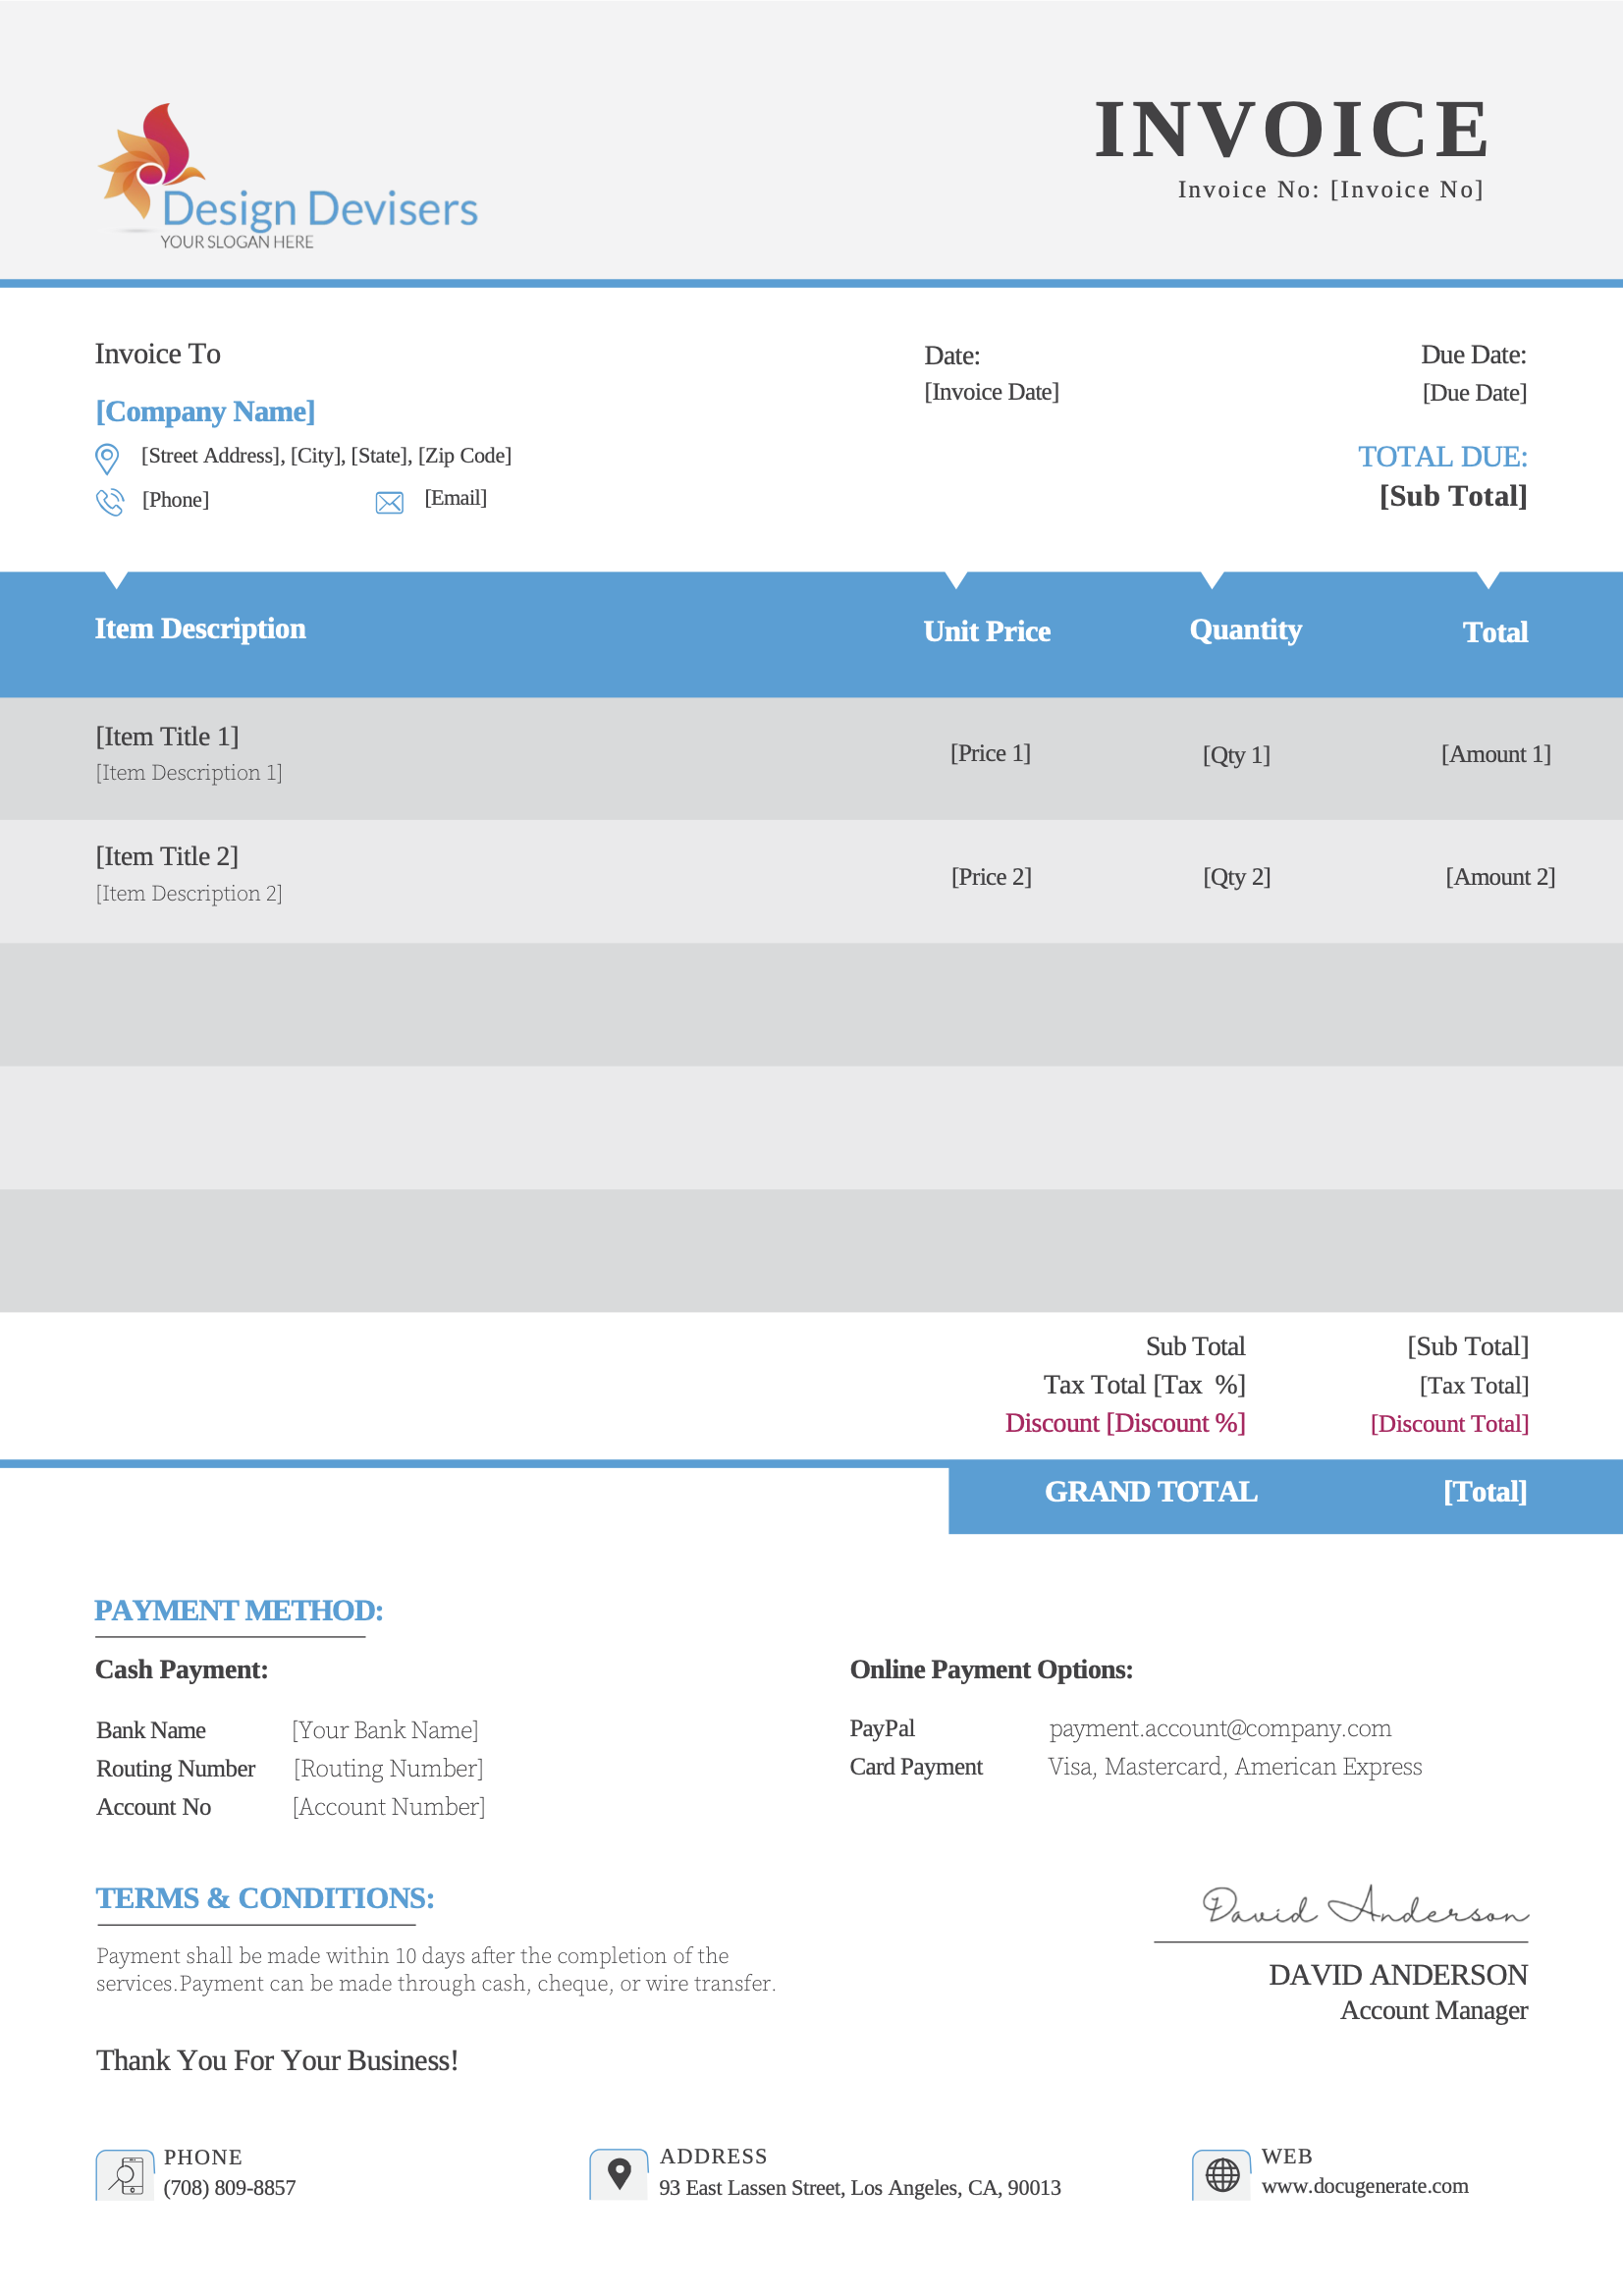 Design Devisers
YOUR SLOGAN HERE
INVOICE
Invoice No: [Invoice No]
Invoice To
[Company Name]
[Street Address], [City], [State], [Zip Code]
[Phone]
[Email]
Date:
[Invoice Date]
Due Date:
[Due Date]
TOTAL DUE:
[Sub Total]
Item Description Unit Price Quantity Total
[Item Title 1]
[Item Description 1]
[Price 1] [Qty 1] [Amount 1]
[Item Title 2]
[Item Description 2]
[Price 2] [Qty 2] [Amount 2]
Sub Total [Sub Total]
Tax Total [Tax  %] [Tax Total]
Discount [Discount %] [Discount Total]
GRAND TOTAL [Total]
PAYMENT METHOD:
Cash Payment:
Bank Name [Your Bank Name]
Routing Number [Routing Number]
Account No [Account Number]
Online Payment Options:
PayPal payment.account@company.com
Card Payment Visa, Mastercard, American Express
TERMS & CONDITIONS:
Payment shall be made within 10 days after the completion of the
services.Payment can be made through cash, cheque, or wire transfer.
David Anderson
DAVID ANDERSON
Account Manager
Thank You For Your Business!
PHONE
(708) 809-8857
ADDRESS
93 East Lassen Street, Los Angeles, CA, 90013
WEB
www.docugenerate.com